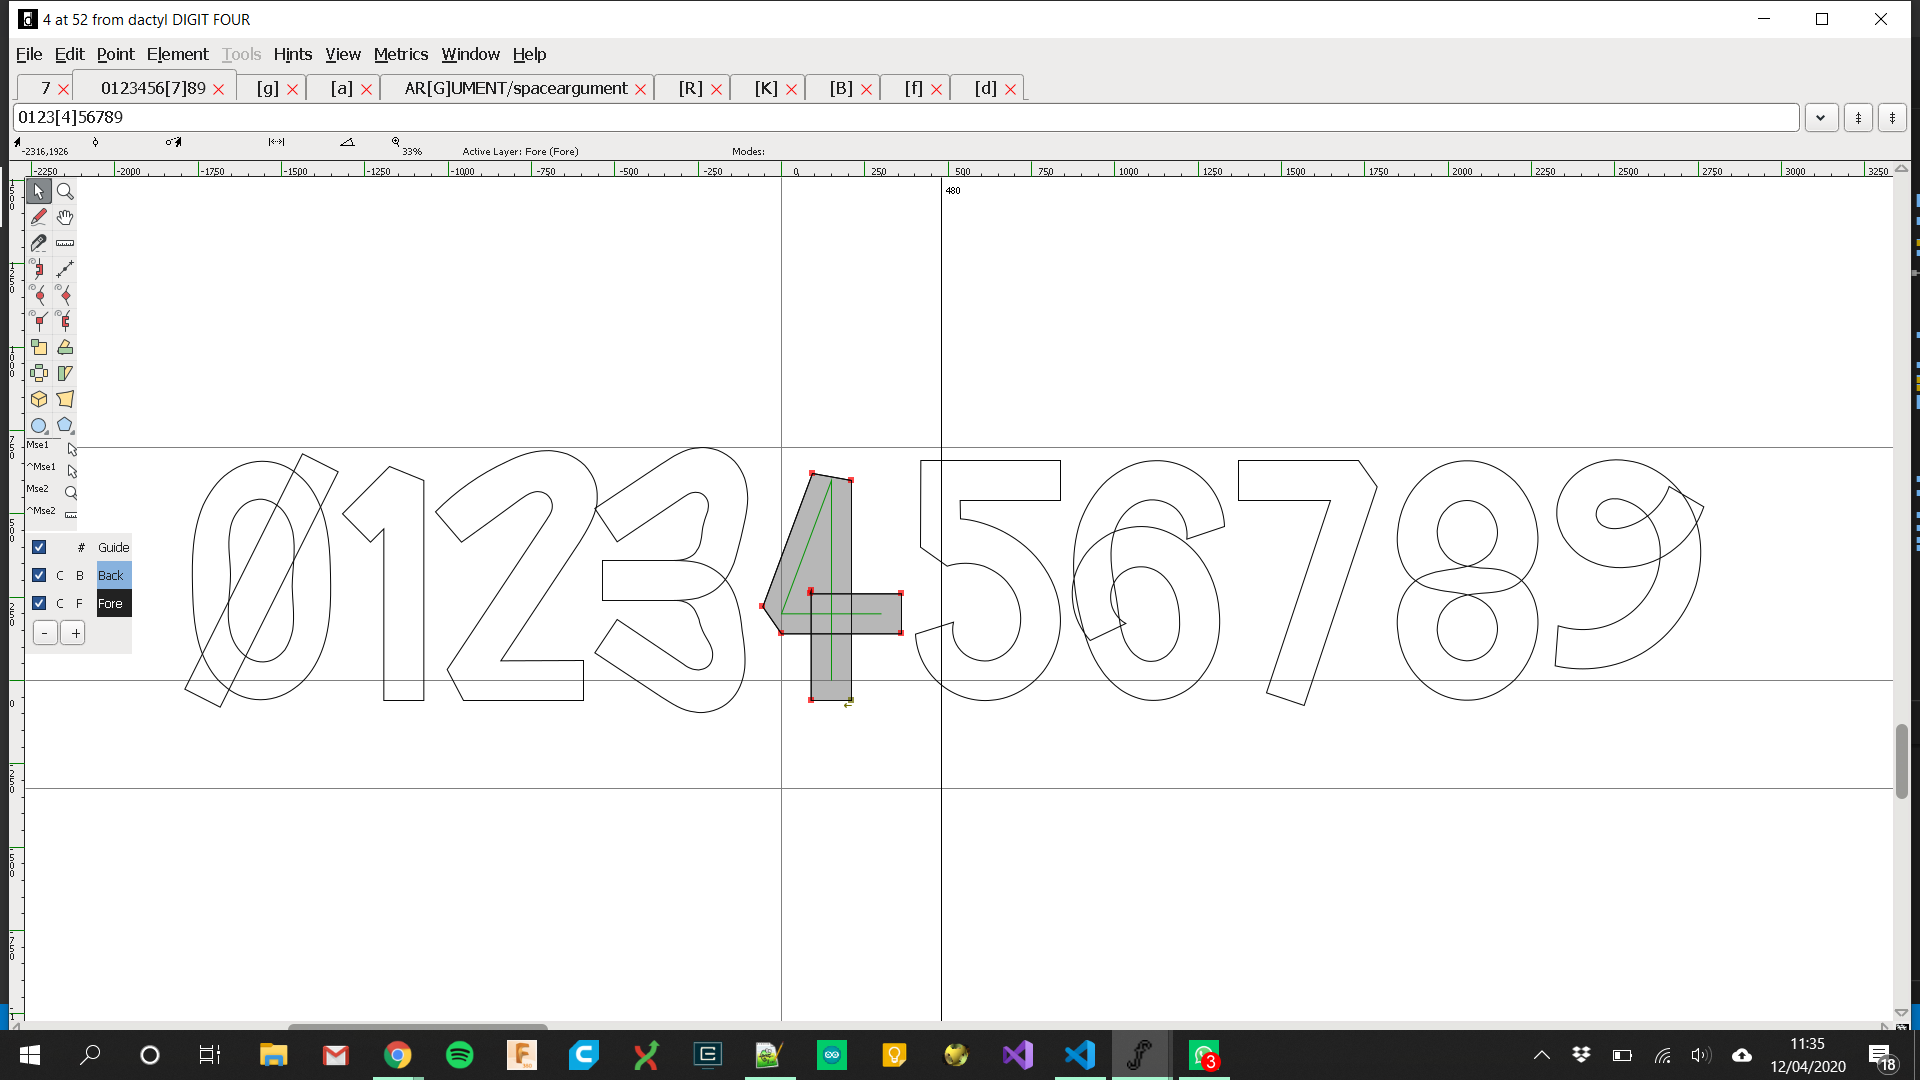 4 at 52 from dactyl DIGIT FOUR
File Edit Point Element Tools Hints View Metrics Window Help
7 0123456[7]89 [g] [a] AR[G]UMENT/spaceargument [R] [K] [B] [f] [d]
0123[4]56789
-2316,1926 33% Active Layer: Fore (Fore) Modes:
-2250 -2000 -1750 -1500 -1250 -1000 -750 -500 -250 0 250 500 750 1000 1250 1500 1750 2000 2250 2500 2750 3000 3250
480
Mse1
^Mse1
Mse2
^Mse2
# Guide
C B Back
C F Fore
- +
0123456789
11:35
12/04/2020
3
18